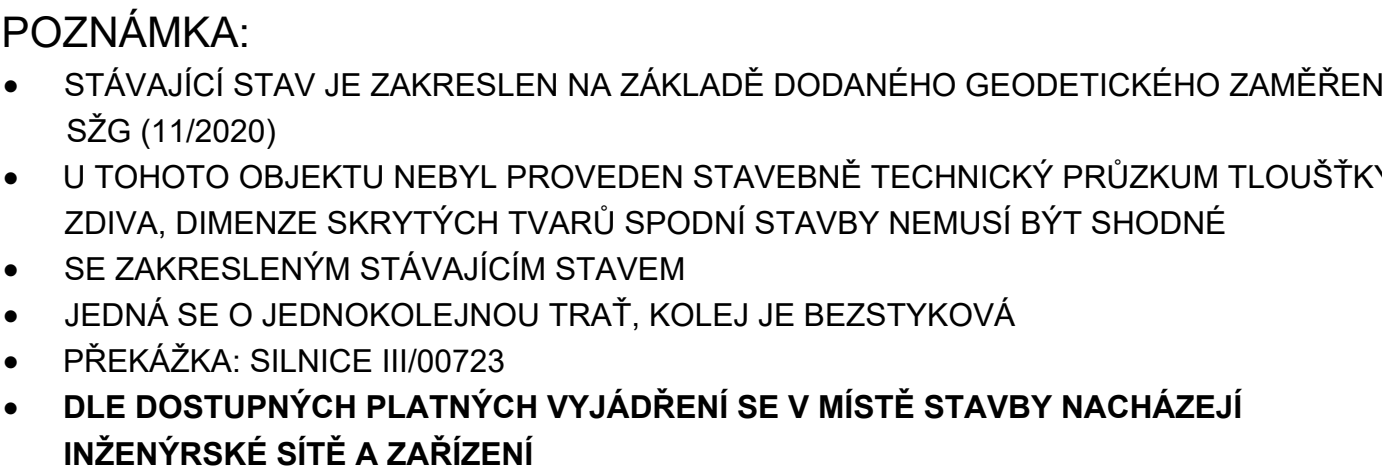 POZNÁMKA:
• STÁVAJÍCÍ STAV JE ZAKRESLEN NA ZÁKLADĚ DODANÉHO GEODETICKÉHO ZAMĚŘEN
SŽG (11/2020)
• U TOHOTO OBJEKTU NEBYL PROVEDEN STAVEBNĚ TECHNICKÝ PRŮZKUM TLOUŠŤKY
ZDIVA, DIMENZE SKRYTÝCH TVARŮ SPODNÍ STAVBY NEMUSÍ BÝT SHODNÉ
• SE ZAKRESLENÝM STÁVAJÍCÍM STAVEM
• JEDNÁ SE O JEDNOKOLEJNOU TRAŤ, KOLEJ JE BEZSTYKOVÁ
• PŘEKÁŽKA: SILNICE III/00723
• DLE DOSTUPNÝCH PLATNÝCH VYJÁDŘENÍ SE V MÍSTĚ STAVBY NACHÁZEJÍ
INŽENÝRSKÉ SÍTĚ A ZAŘÍZENÍ